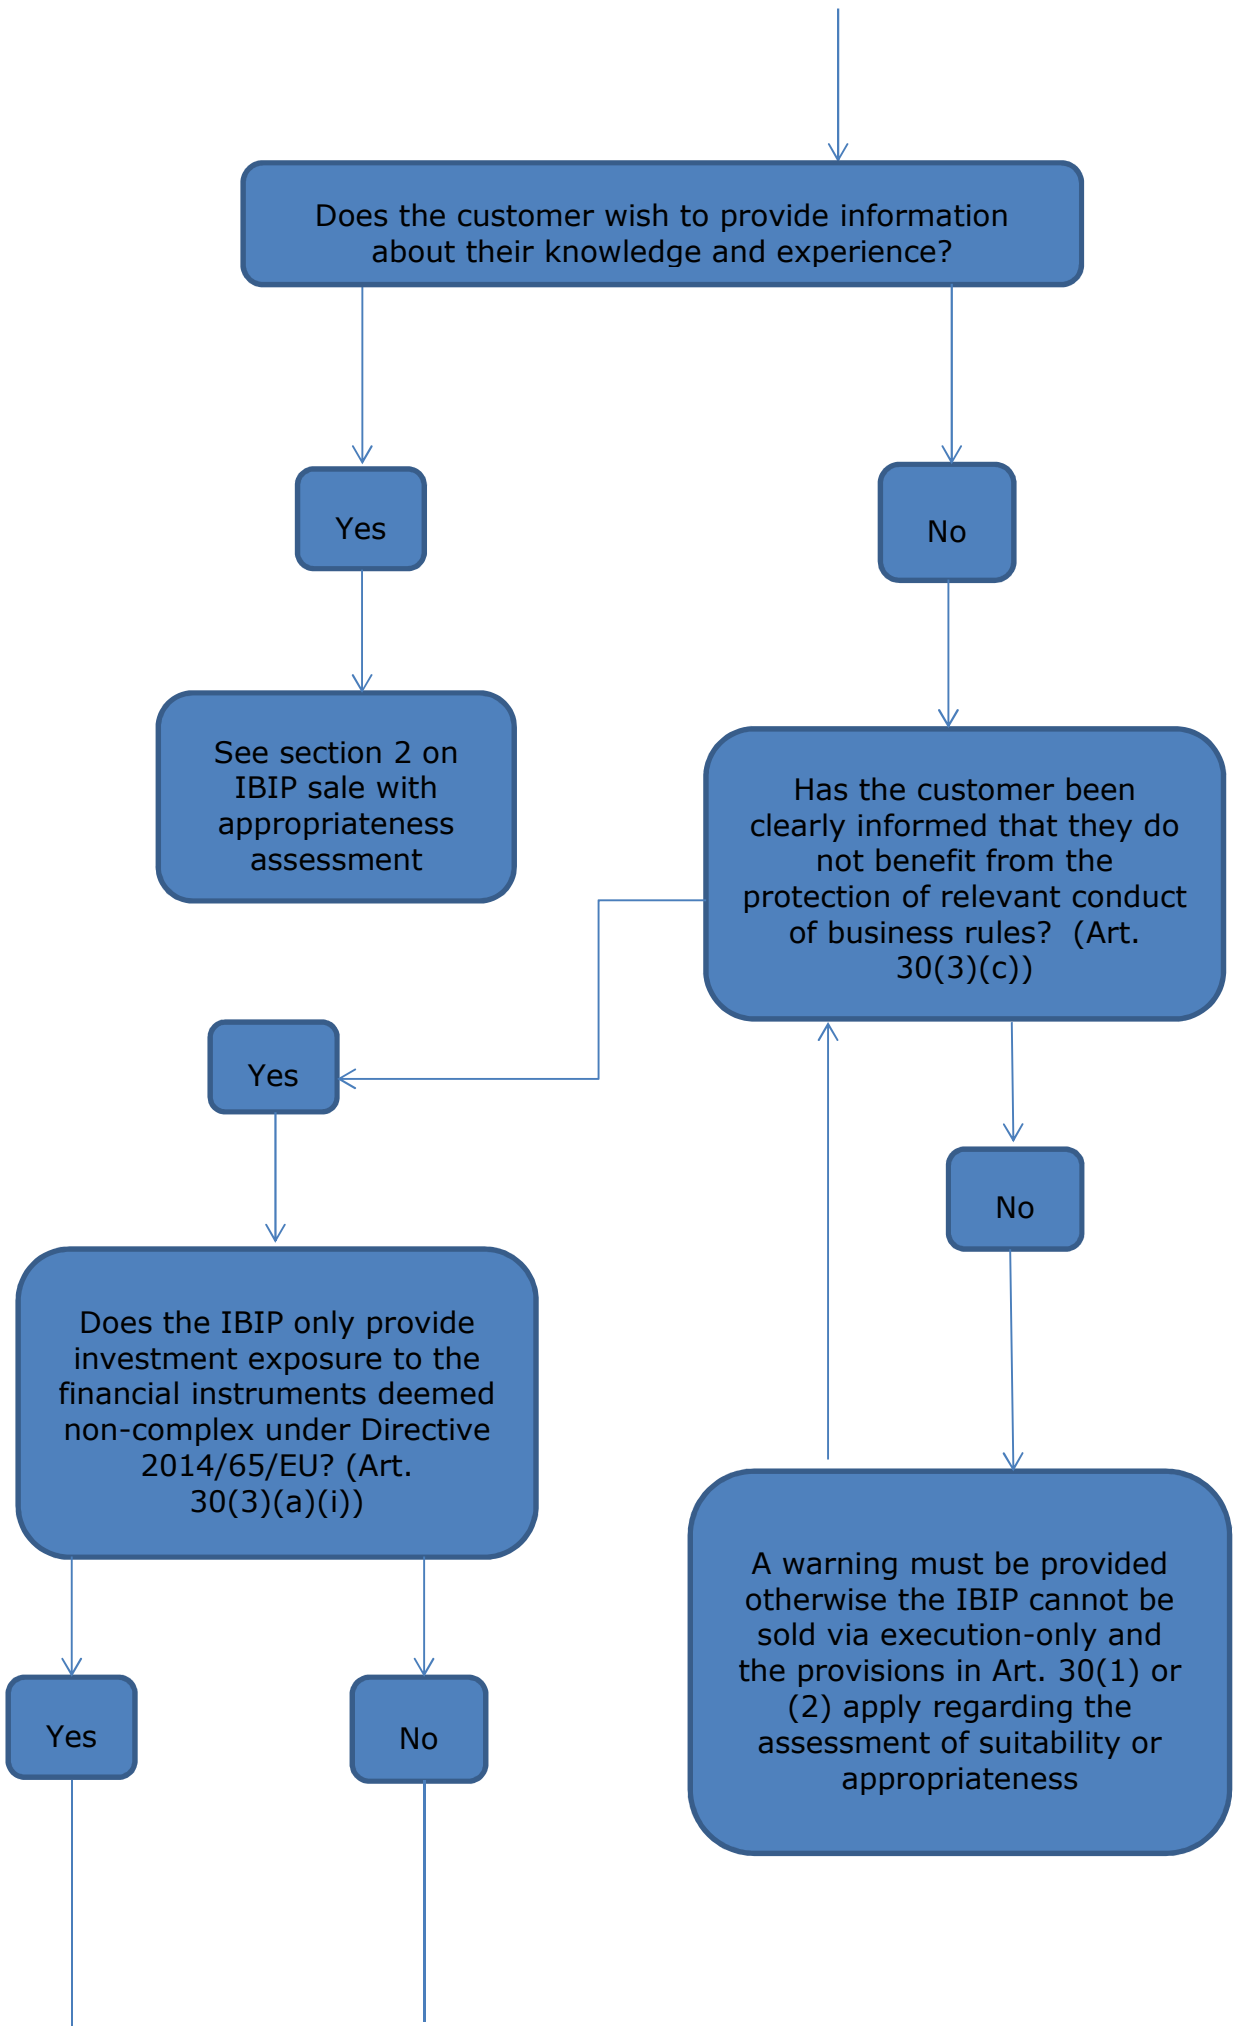 Does the customer wish to provide information
about their knowledge and experience?
Yes
No
See section 2 on
IBIP sale with
appropriateness
assessment
Has the customer been
clearly informed that they do
not benefit from the
protection of relevant conduct
of business rules? (Art.
30(3)(c))
Yes
No
Does the IBIP only provide
investment exposure to the
financial instruments deemed
non-complex under Directive
2014/65/EU? (Art.
30(3)(a)(i))
A warning must be provided
otherwise the IBIP cannot be
sold via execution-only and
the provisions in Art. 30(1) or
(2) apply regarding the
assessment of suitability or
appropriateness
Yes
No